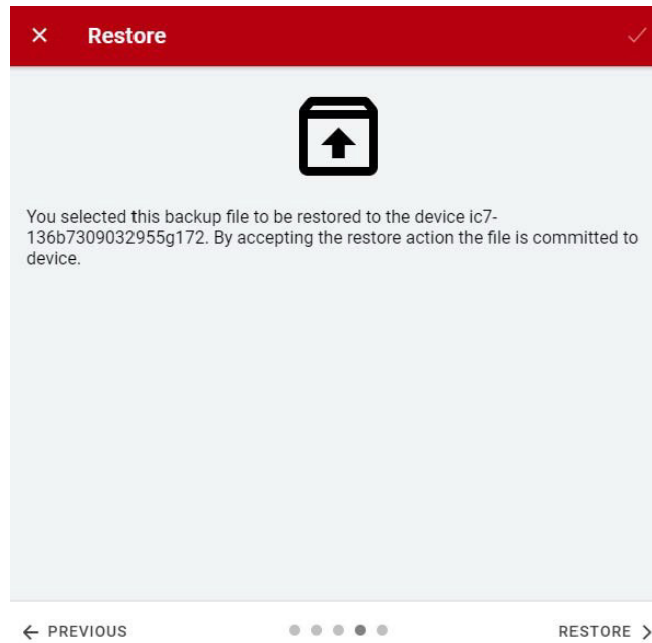 Restore
You selected this backup file to be restored to the device ic7-
136b7309032955g172. By accepting the restore action the file is committed to
device.
PREVIOUS
RESTORE